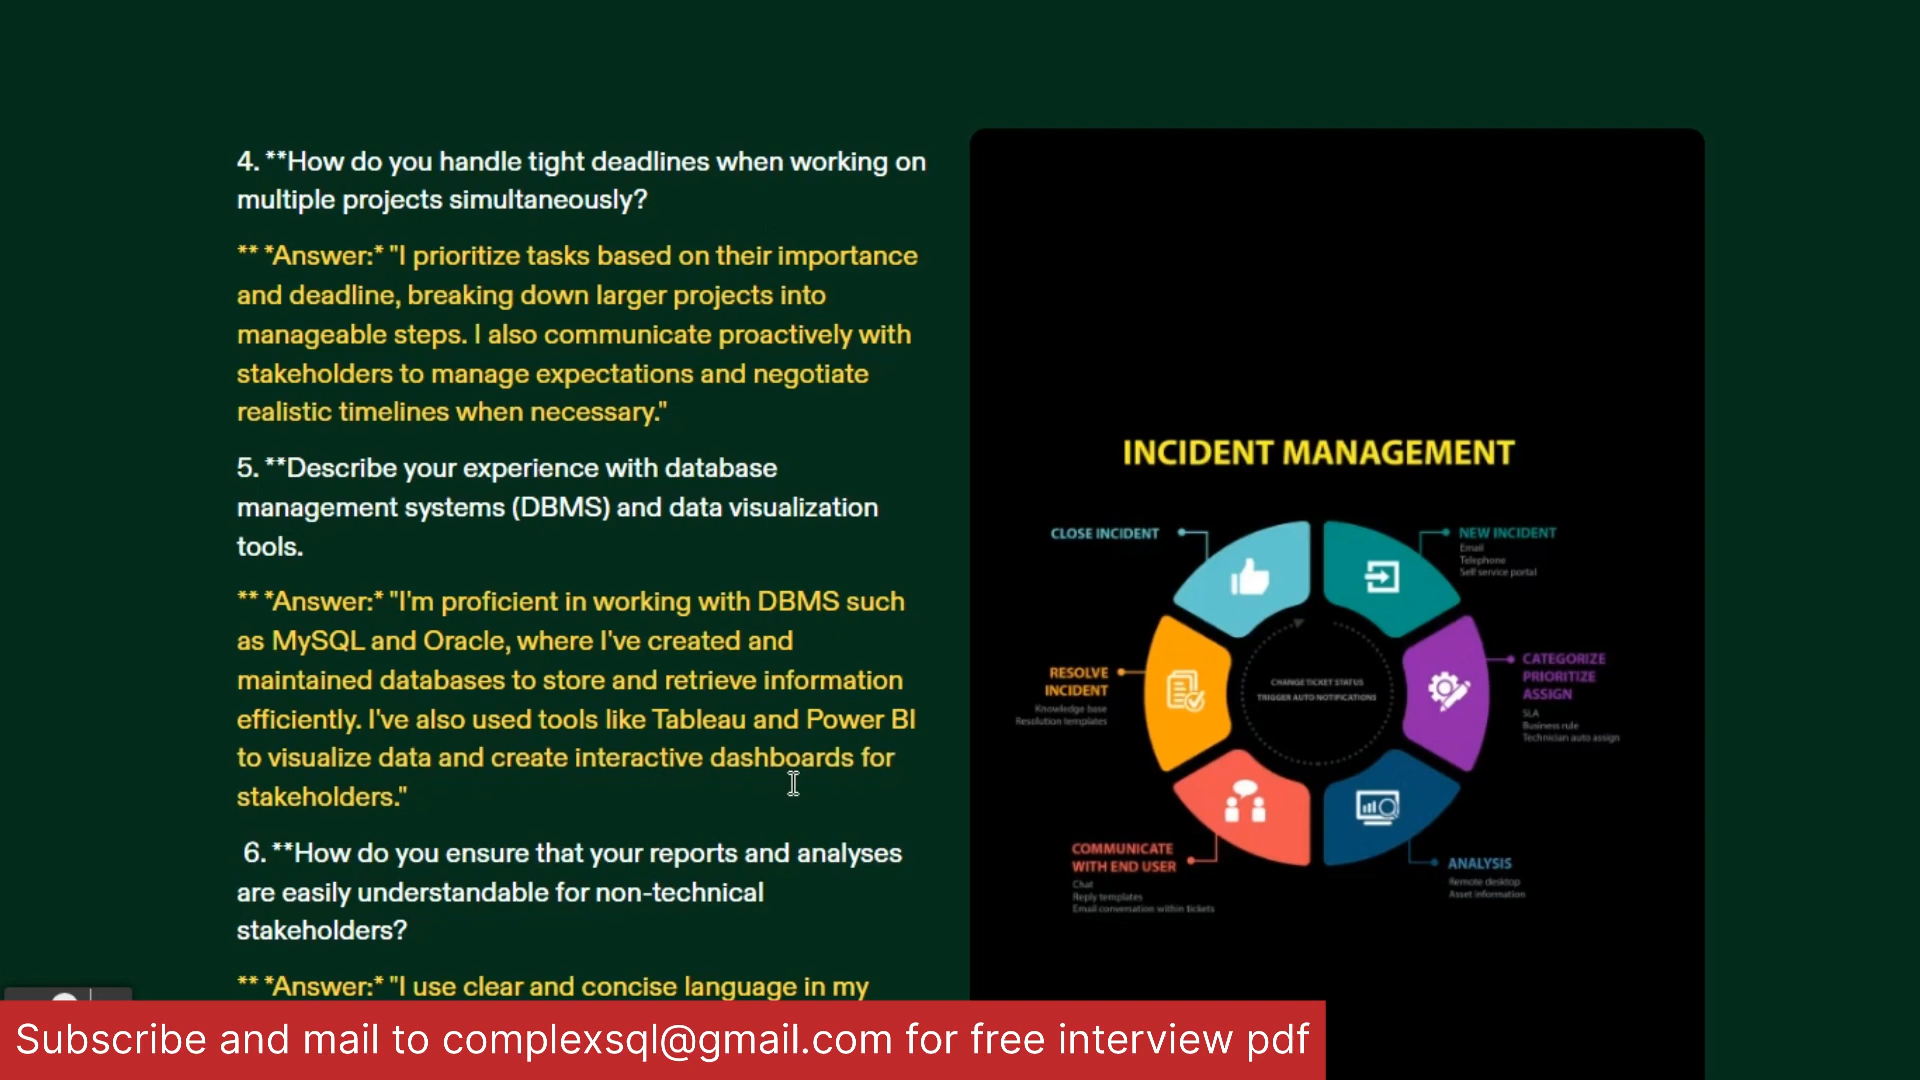 4. **How do you handle tight deadlines when working on
multiple projects simultaneously?
** *Answer:* "I prioritize tasks based on their importance
and deadline, breaking down larger projects into
manageable steps. I also communicate proactively with
stakeholders to manage expectations and negotiate
realistic timelines when necessary."
5. **Describe your experience with database
management systems (DBMS) and data visualization
tools.
** *Answer:* "I'm proficient in working with DBMS such
as MySQL and Oracle, where I've created and
maintained databases to store and retrieve information
efficiently. I've also used tools like Tableau and Power BI
to visualize data and create interactive dashboards for
stakeholders."
6. **How do you ensure that your reports and analyses
are easily understandable for non-technical
stakeholders?
** *Answer:* "I use clear and concise language in my
INCIDENT MANAGEMENT
CLOSE INCIDENT
NEW INCIDENT
Email
Telephone
Self service portal
RESOLVE
INCIDENT
Knowledge base
Resolution templates
CHANGE TICKET STATUS
TRIGGER AUTO NOTIFICATIONS
CATEGORIZE
PRIORITIZE
ASSIGN
SLA
Business rule
Technician auto assign
COMMUNICATE
WITH END USER
Chat
Reply templates
Email conversation within tickets
ANALYSIS
Remote desktop
Asset information
Subscribe and mail to complexsql@gmail.com for free interview pdf